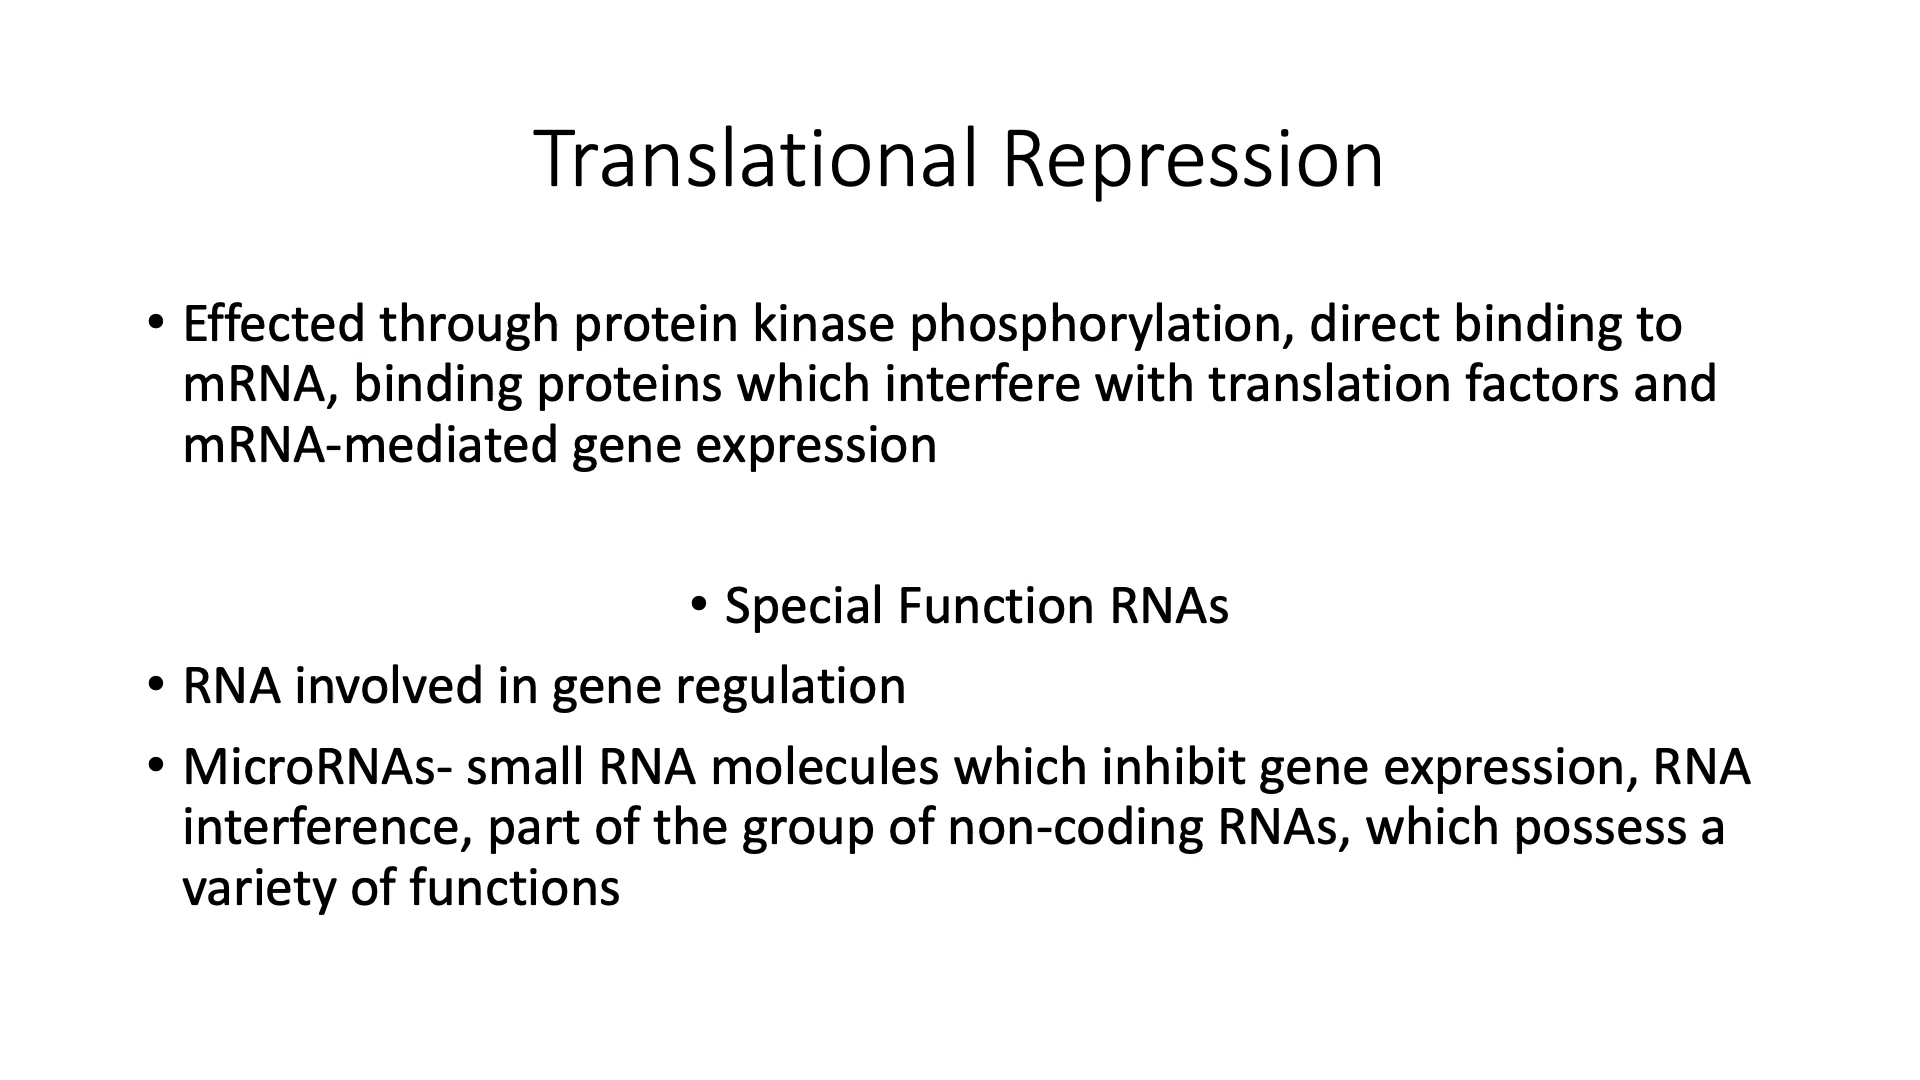 Translational Repression
• Effected through protein kinase phosphorylation, direct binding to
mRNA, binding proteins which interfere with translation factors and
mRNA-mediated gene expression
• Special Function RNAs
• RNA involved in gene regulation
• MicroRNAs- small RNA molecules which inhibit gene expression, RNA
interference, part of the group of non-coding RNAs, which possess a
variety of functions